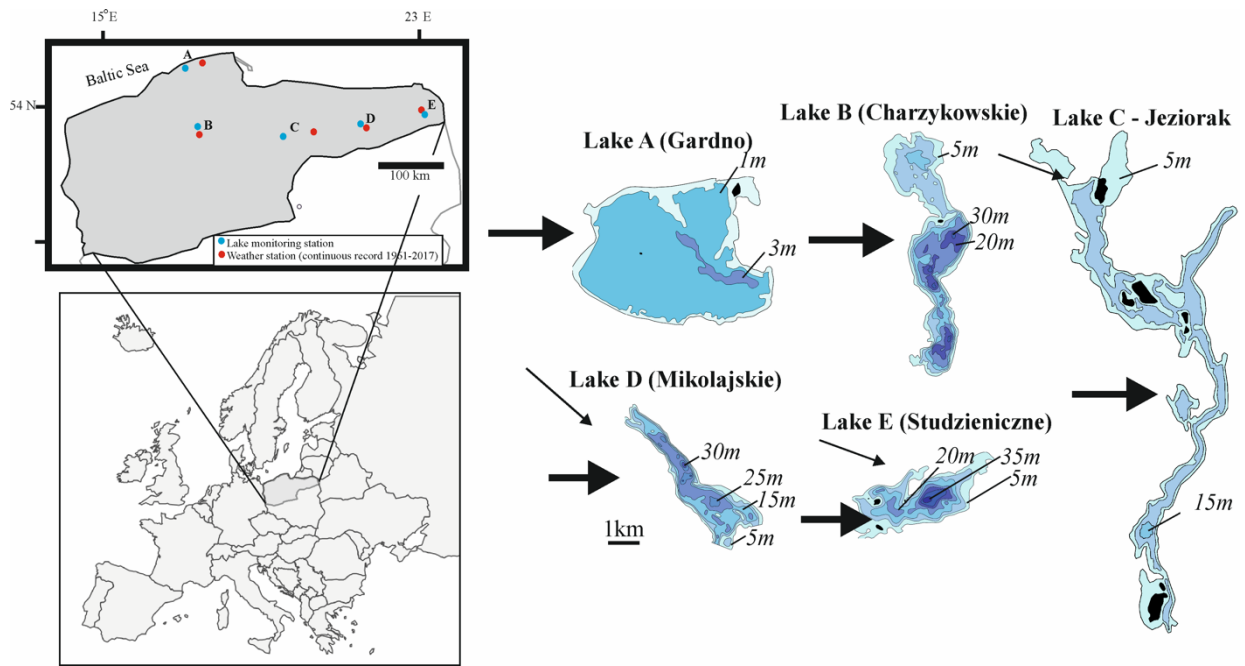 15°E
23
A
Baltic Sea
54 N
E
D
B
C
100 km
Lake monitoring station
Weather station (continuous record 1961-2017)
Lake A (Gardno)
1m
3m
Lake B (Charzykowskie)
5m
30m
20m
Lake C - Jeziorak
5m
15m
Lake D (Mikolajskie)
30m
25m
15m
5m
1km
Lake E (Studzieniczne)
20m
35m
5m